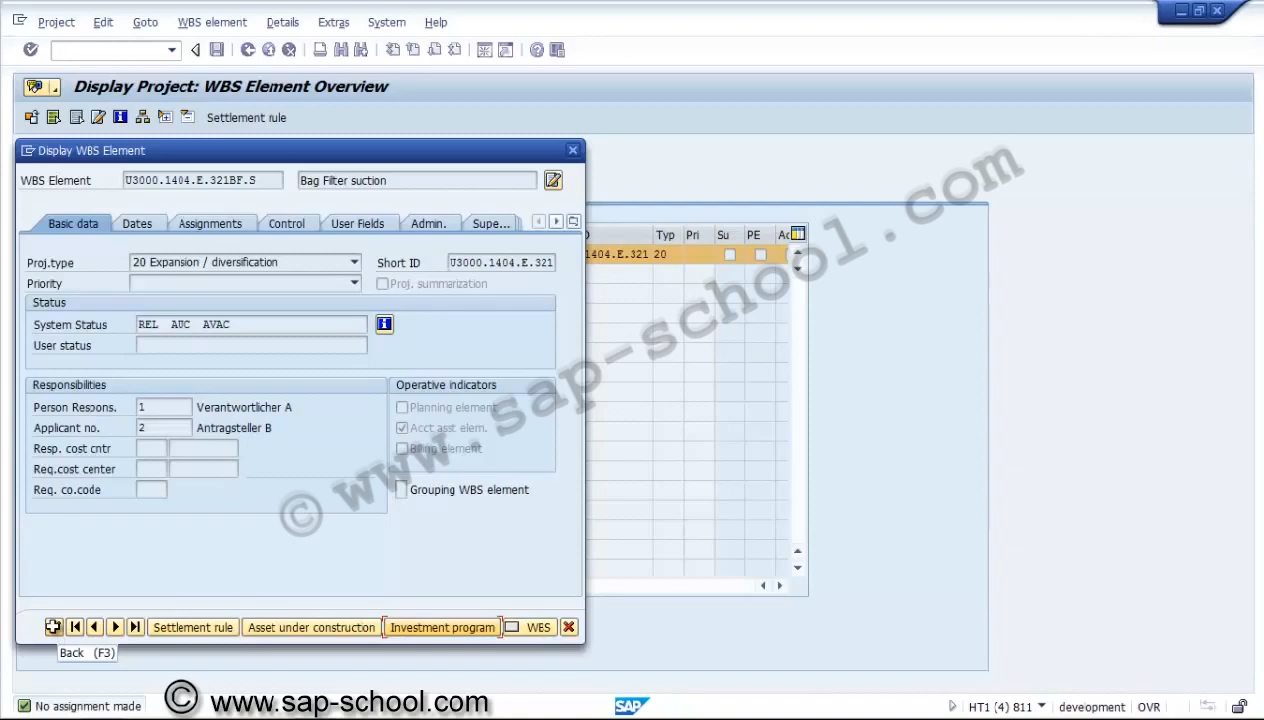 Project Edit Goto WBS element Details Extras System Help
Display Project: WBS Element Overview
Settlement rule
Display WBS Element
WBS Element U3000.1404.E.321BF.S Bag Filter suction
Basic data Dates Assignments Control User Fields Admin. Supe...
Typ Pri Su PE
1404.E.321 20
Proj.type 20 Expansion / diversification Short ID U3000.1404.E.321
Priority Proj. summarization
Status
System Status REL AUC AVAC
User status
Responsibilities Operative indicators
Person Respons. 1 Verantwortlicher A Planning element
Applicant no. 2 Antragsteller B Acct asst elem.
Resp. cost cntr Billing element
Req.cost center
Req. co.code Grouping WBS element
© www.sap-school.com
Settlement rule Asset under construction Investment program WBS
Back (F3)
No assignment made © www.sap-school.com SAP HT1 (4) 811 development OVR